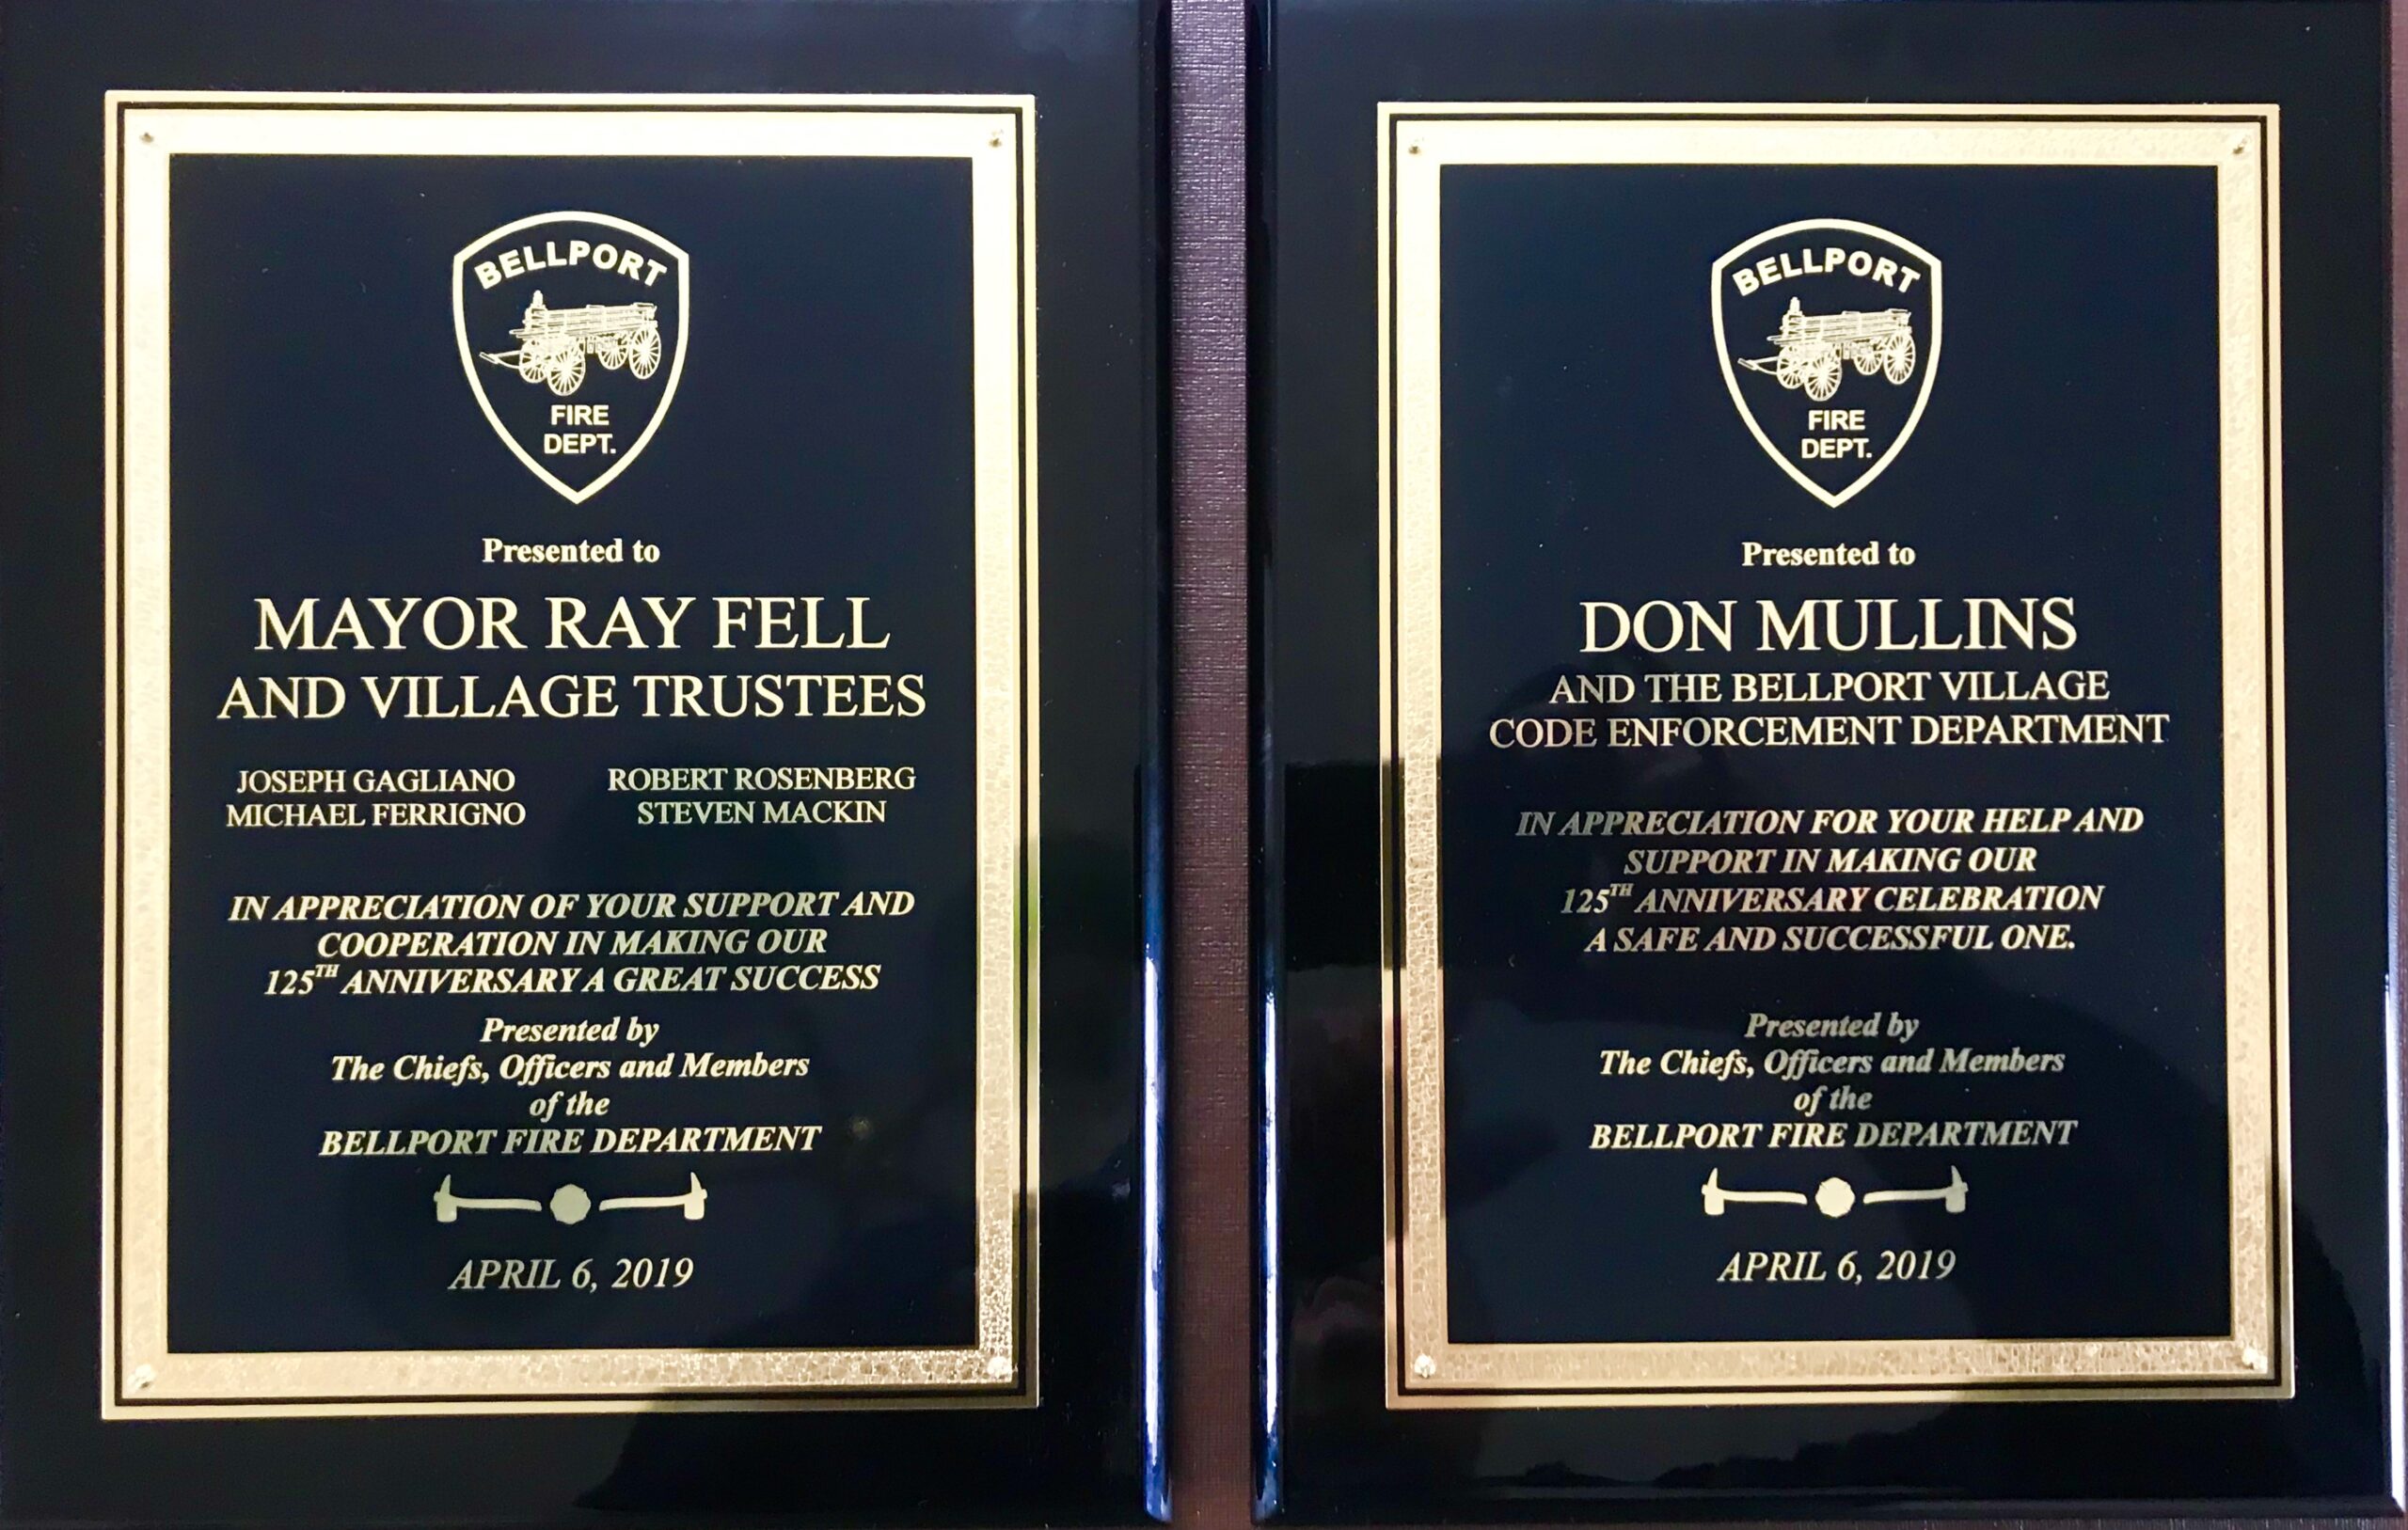 BELLPORT
FIRE
DEPT.
Presented to
MAYOR RAY FELL
AND VILLAGE TRUSTEES
JOSEPH GAGLIANO ROBERT ROSENBERG
MICHAEL FERRIGNO STEVEN MACKIN
IN APPRECIATION OF YOUR SUPPORT AND
COOPERATION IN MAKING OUR
125TH ANNIVERSARY A GREAT SUCCESS
Presented by
The Chiefs, Officers and Members
of the
BELLPORT FIRE DEPARTMENT
APRIL 6, 2019
BELLPORT
FIRE
DEPT.
Presented to
DON MULLINS
AND THE BELLPORT VILLAGE
CODE ENFORCEMENT DEPARTMENT
IN APPRECIATION FOR YOUR HELP AND
SUPPORT IN MAKING OUR
125TH ANNIVERSARY CELEBRATION
A SAFE AND SUCCESSFUL ONE.
Presented by
The Chiefs, Officers and Members
of the
BELLPORT FIRE DEPARTMENT
APRIL 6, 2019